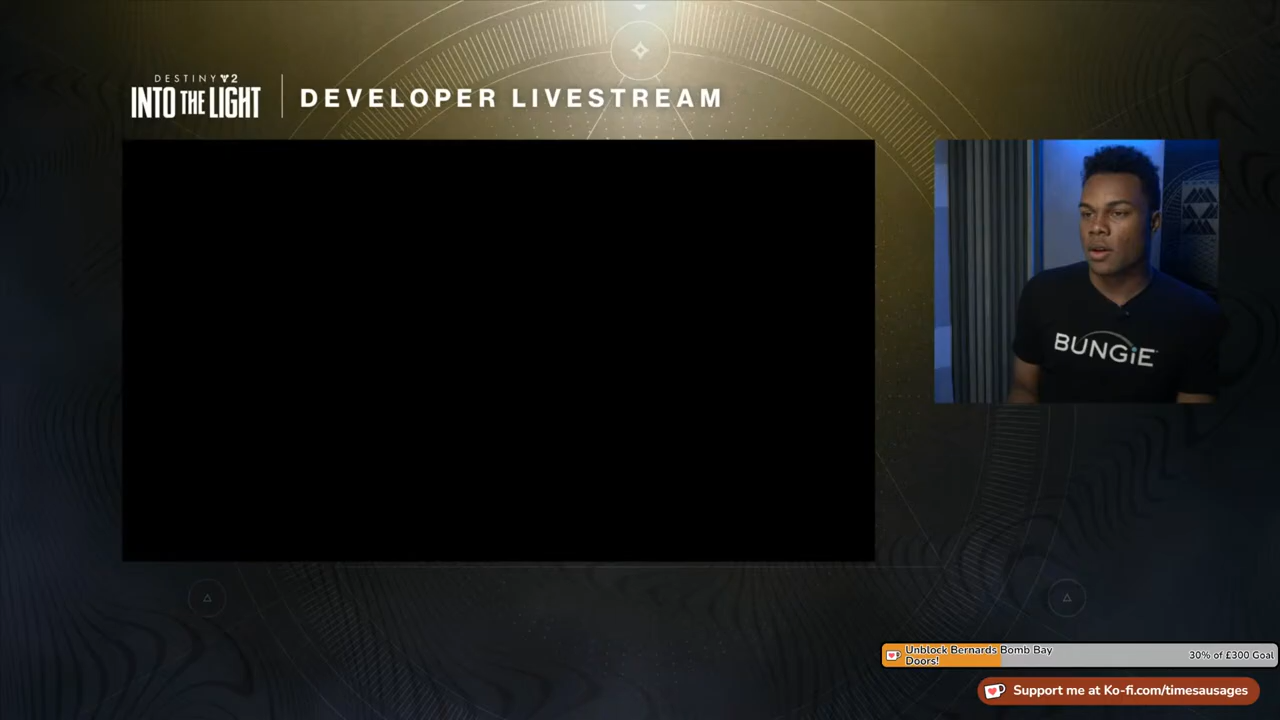 DESTINY 2
INTO THE LIGHT
DEVELOPER LIVESTREAM
BUNGiE
Unblock Bernards Bomb Bay
Doors!
30% of £300 Goal
Support me at Ko-fi.com/timesausages